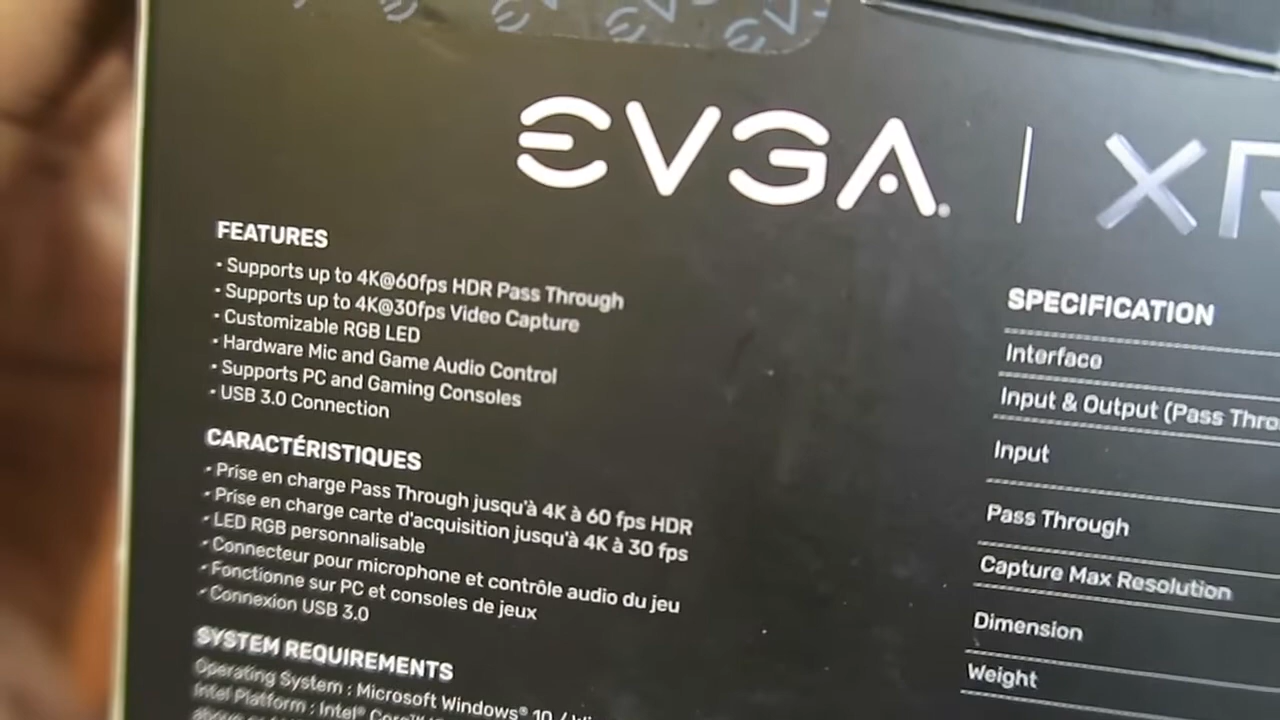 EVGA
FEATURES
· Supports up to 4K@60fps HDR Pass Through
· Supports up to 4K@30fps Video Capture
· Customizable RGB LED
· Hardware Mic and Game Audio Control
· Supports PC and Gaming Consoles
· USB 3.0 Connection
CARACTÉRISTIQUES
· Prise en charge Pass Through jusqu'à 4K à 60 fps HDR
· Prise en charge carte d'acquisition jusqu'à 4K à 30 fps
· LED RGB personnalisable
· Connecteur pour microphone et contrôle audio du jeu
· Fonctionne sur PC et consoles de jeux
· Connexion USB 3.0
SYSTEM REQUIREMENTS
Operating System : Microsoft Windows® 10 /
Intel Platform : Intel®
SPECIFICATION
Interface
Input & Output (Pass Thro
Input
Pass Through
Capture Max Resolution
Dimension
Weight